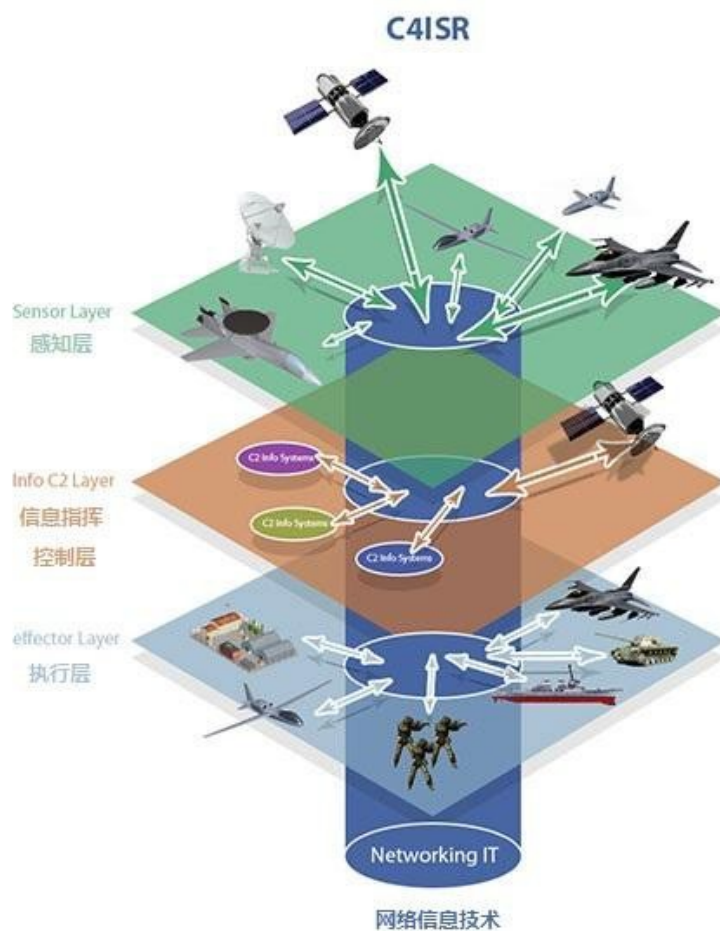 C4ISR
Sensor Layer
感知层
Info C2 Layer
信息指挥
控制层
C2 Info Systems
C2 Info Systems
C2 Info Systems
effector Layer
执行层
Networking IT
网络信息技术